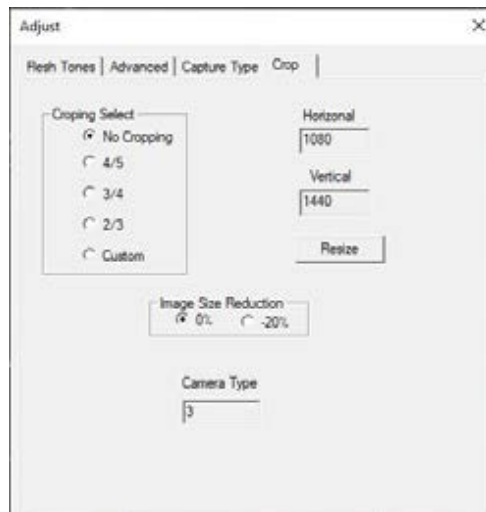 Adjust
Flesh Tones | Advanced | Capture Type | Crop
Croping Select
No Cropping
4/5
3/4
2/3
Custom
Horizonal
1080
Vertical
1440
Resize
Image Size Reduction
0% -20%
Camera Type
3